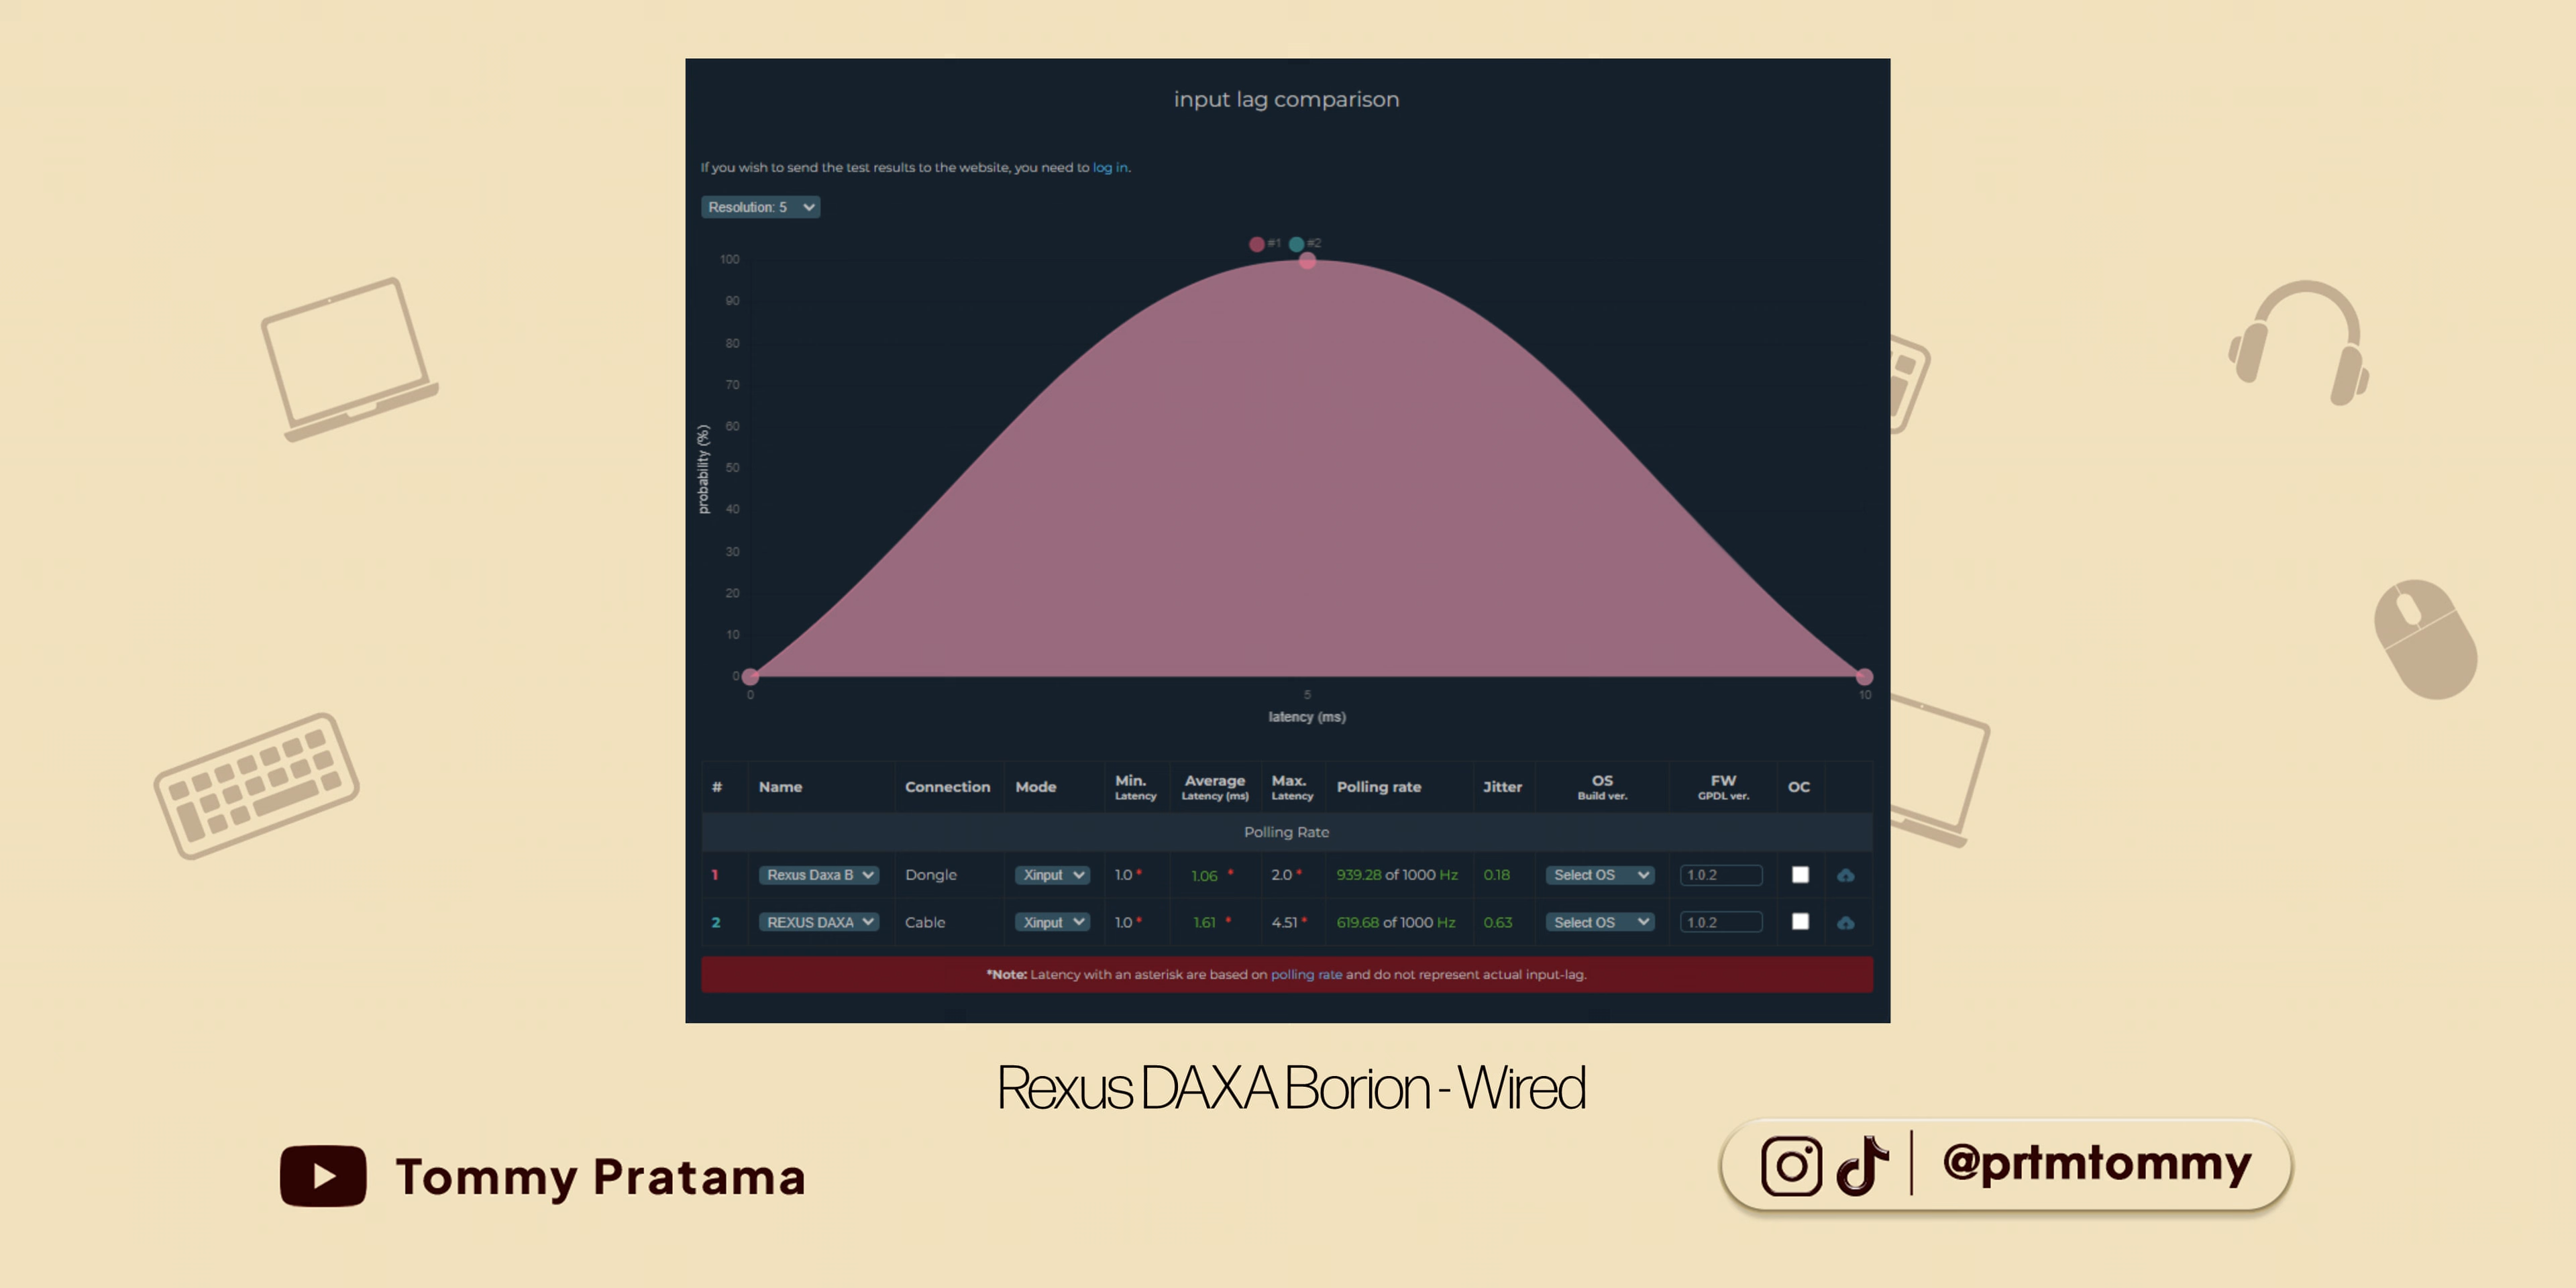 input lag comparison
If you wish to send the test results to the website, you need to log in.
Resolution: 5
#1 #2
100
90
80
70
60
50
40
30
20
10
0
probability (%)
0 5 10
latency (ms)
# Name Connection Mode Min. Latency Average Latency (ms) Max. Latency Polling rate Jitter OS Build ver. FW GPDL ver. OC
Polling Rate
1 Rexus Daxa B Dongle Xinput 1.0 * 1.06 * 2.0 * 939.28 of 1000 Hz 0.18 Select OS 1.0.2
2 REXUS DAXA Cable Xinput 1.0 * 1.61 * 4.51 * 619.68 of 1000 Hz 0.63 Select OS 1.0.2
*Note: Latency with an asterisk are based on polling rate and do not represent actual input-lag.
Rexus DAXA Borion - Wired
Tommy Pratama
@prtmtommy